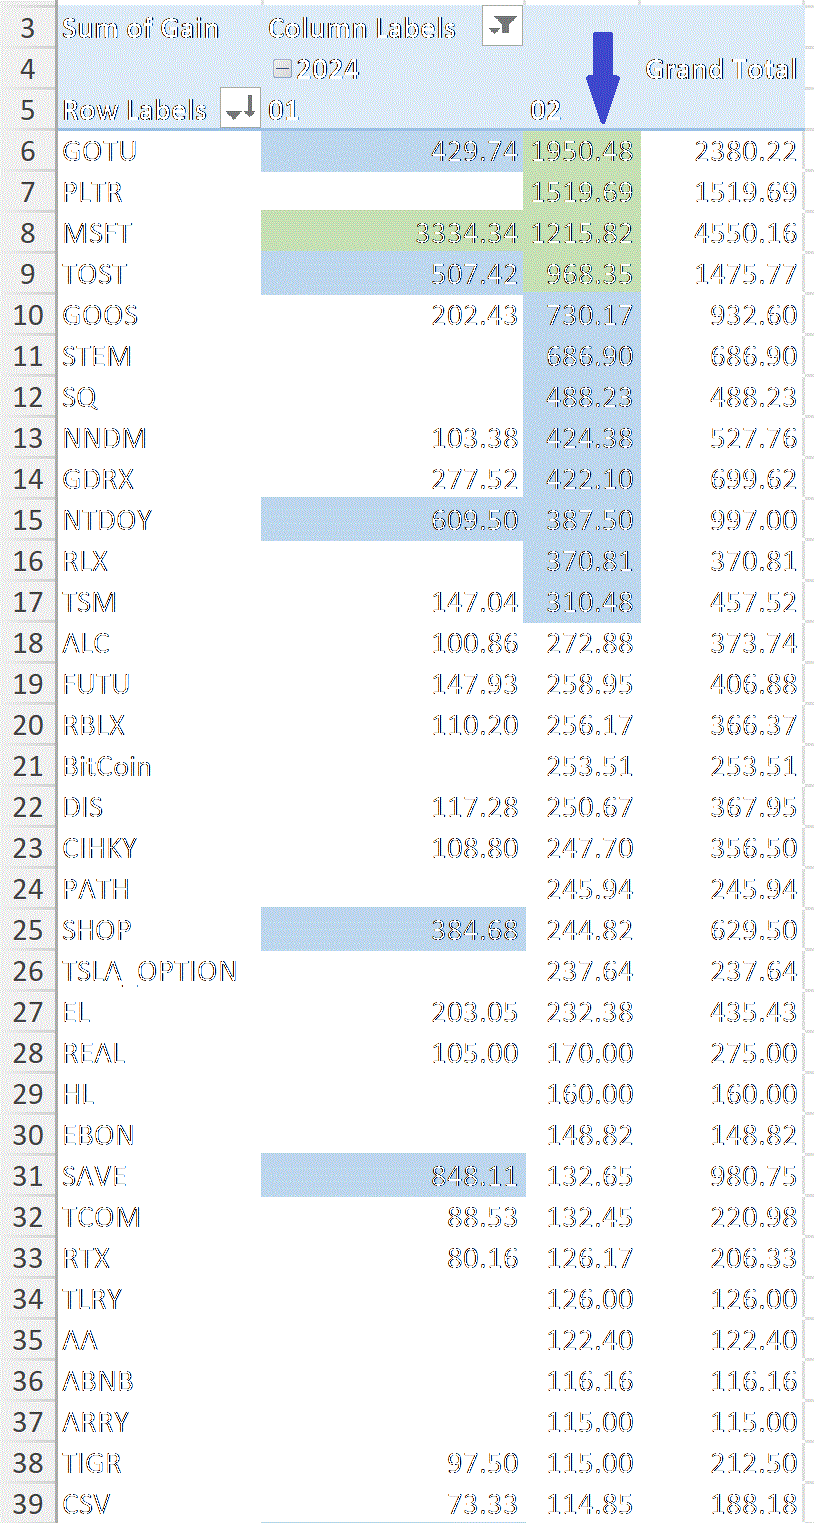 3 Sum of Gain Column Labels
4 2024 Grand Total
5 Row Labels 01 02
6 GOTU 429.74 1950.48 2380.22
7 PLTR 1519.69 1519.69
8 MSFT 3334.34 1215.82 4550.16
9 TOST 507.42 968.35 1475.77
10 GOOS 202.43 730.17 932.60
11 STEM 686.90 686.90
12 SQ 488.23 488.23
13 NNDM 103.38 424.38 527.76
14 GDRX 277.52 422.10 699.62
15 NTDOY 609.50 387.50 997.00
16 RLX 370.81 370.81
17 TSM 147.04 310.48 457.52
18 ALC 100.86 272.88 373.74
19 FUTU 147.93 258.95 406.88
20 RBLX 110.20 256.17 366.37
21 BitCoin 253.51 253.51
22 DIS 117.28 250.67 367.95
23 CIHKY 108.80 247.70 356.50
24 PATH 245.94 245.94
25 SHOP 384.68 244.82 629.50
26 TSLA_OPTION 237.64 237.64
27 EL 203.05 232.38 435.43
28 REAL 105.00 170.00 275.00
29 HL 160.00 160.00
30 EBON 148.82 148.82
31 SAVE 848.11 132.65 980.75
32 TCOM 88.53 132.45 220.98
33 RTX 80.16 126.17 206.33
34 TLRY 126.00 126.00
35 AA 122.40 122.40
36 ABNB 116.16 116.16
37 ARRY 115.00 115.00
38 TIGR 97.50 115.00 212.50
39 CSV 73.33 114.85 188.18